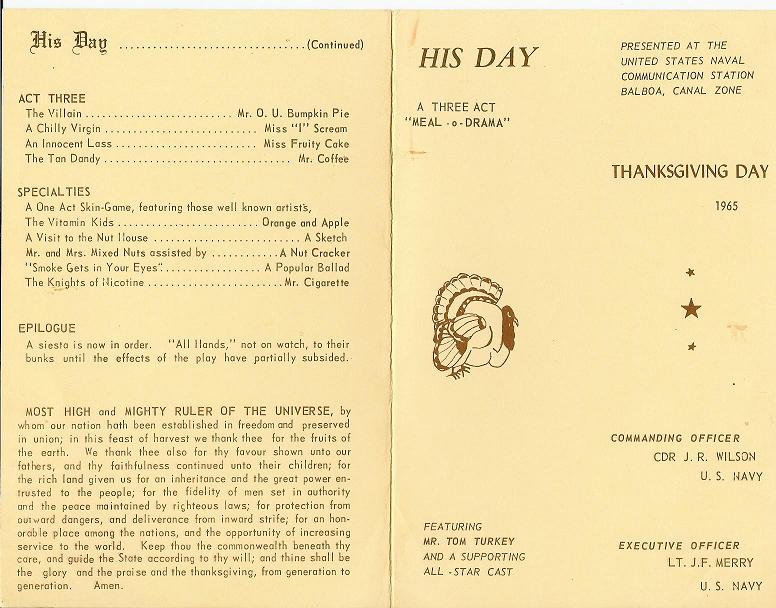 His Day ..................................(Continued)
ACT THREE
The Villain ........................... Mr. O. U. Bumpkin Pie
A Chilly Virgin ............................ Miss "I" Scream
An Innocent Lass ......................... Miss Fruity Cake
The Tan Dandy .................................. Mr. Coffee
SPECIALTIES
A One Act Skin-Game, featuring those well known artists,
The Vitamin Kids ......................... Orange and Apple
A Visit to the Nut House ......................... A Sketch
Mr. and Mrs. Mixed Nuts assisted by ............ A Nut Cracker
"Smoke Gets in Your Eyes".................. A Popular Ballad
The Knights of Nicotine ........................ Mr. Cigarette
EPILOGUE
A siesta is now in order. "All Hands," not on watch, to their
bunks until the effects of the play have partially subsided.
MOST HIGH and MIGHTY RULER OF THE UNIVERSE, by
whom our nation hath been established in freedom and preserved
in union; in this feast of harvest we thank thee for the fruits of
the earth. We thank thee also for thy favour shown unto our
fathers, and thy faithfulness continued unto their children; for
the rich land given us for an inheritance and the great power en-
trusted to the people; for the fidelity of men set in authority
and the peace maintained by righteous laws; for protection from
outward dangers, and deliverance from inward strife; for an hon-
orable place among the nations, and the opportunity of increasing
service to the world. Keep thou the commonwealth beneath thy
care, and guide the State according to thy will; and thine shall be
the glory and the praise and the thanksgiving, from generation to
generation. Amen.
HIS DAY
A THREE ACT
"MEAL -o- DRAMA"
PRESENTED AT THE
UNITED STATES NAVAL
COMMUNICATION STATION
BALBOA, CANAL ZONE
THANKSGIVING DAY
1965
COMMANDING OFFICER
CDR J. R. WILSON
U. S. NAVY
FEATURING
MR. TOM TURKEY
AND A SUPPORTING
ALL - STAR CAST
EXECUTIVE OFFICER
LT. J.F. MERRY
U. S. NAVY